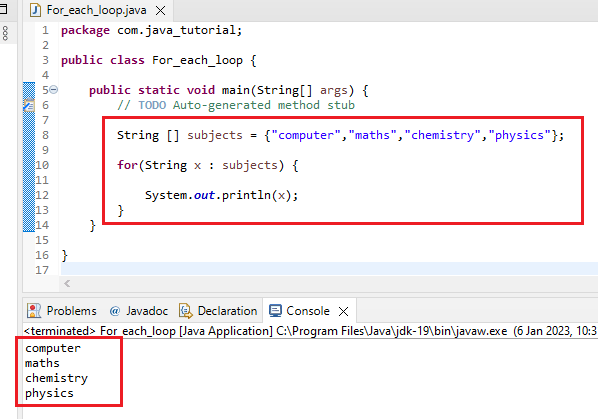 For_each_loop.java
1 package com.java_tutorial;
2
3 public class For_each_loop {
4
5 public static void main(String[] args) {
6 // TODO Auto-generated method stub
7
8 String [] subjects = {"computer","maths","chemistry","physics"};
9
10 for(String x : subjects) {
11
12 System.out.println(x);
13 }
14 }
15
16 }
17
Problems @ Javadoc Declaration Console
<terminated> For_each_loop [Java Application] C:\Program Files\Java\jdk-19\bin\javaw.exe (6 Jan 2023, 10:3
computer
maths
chemistry
physics